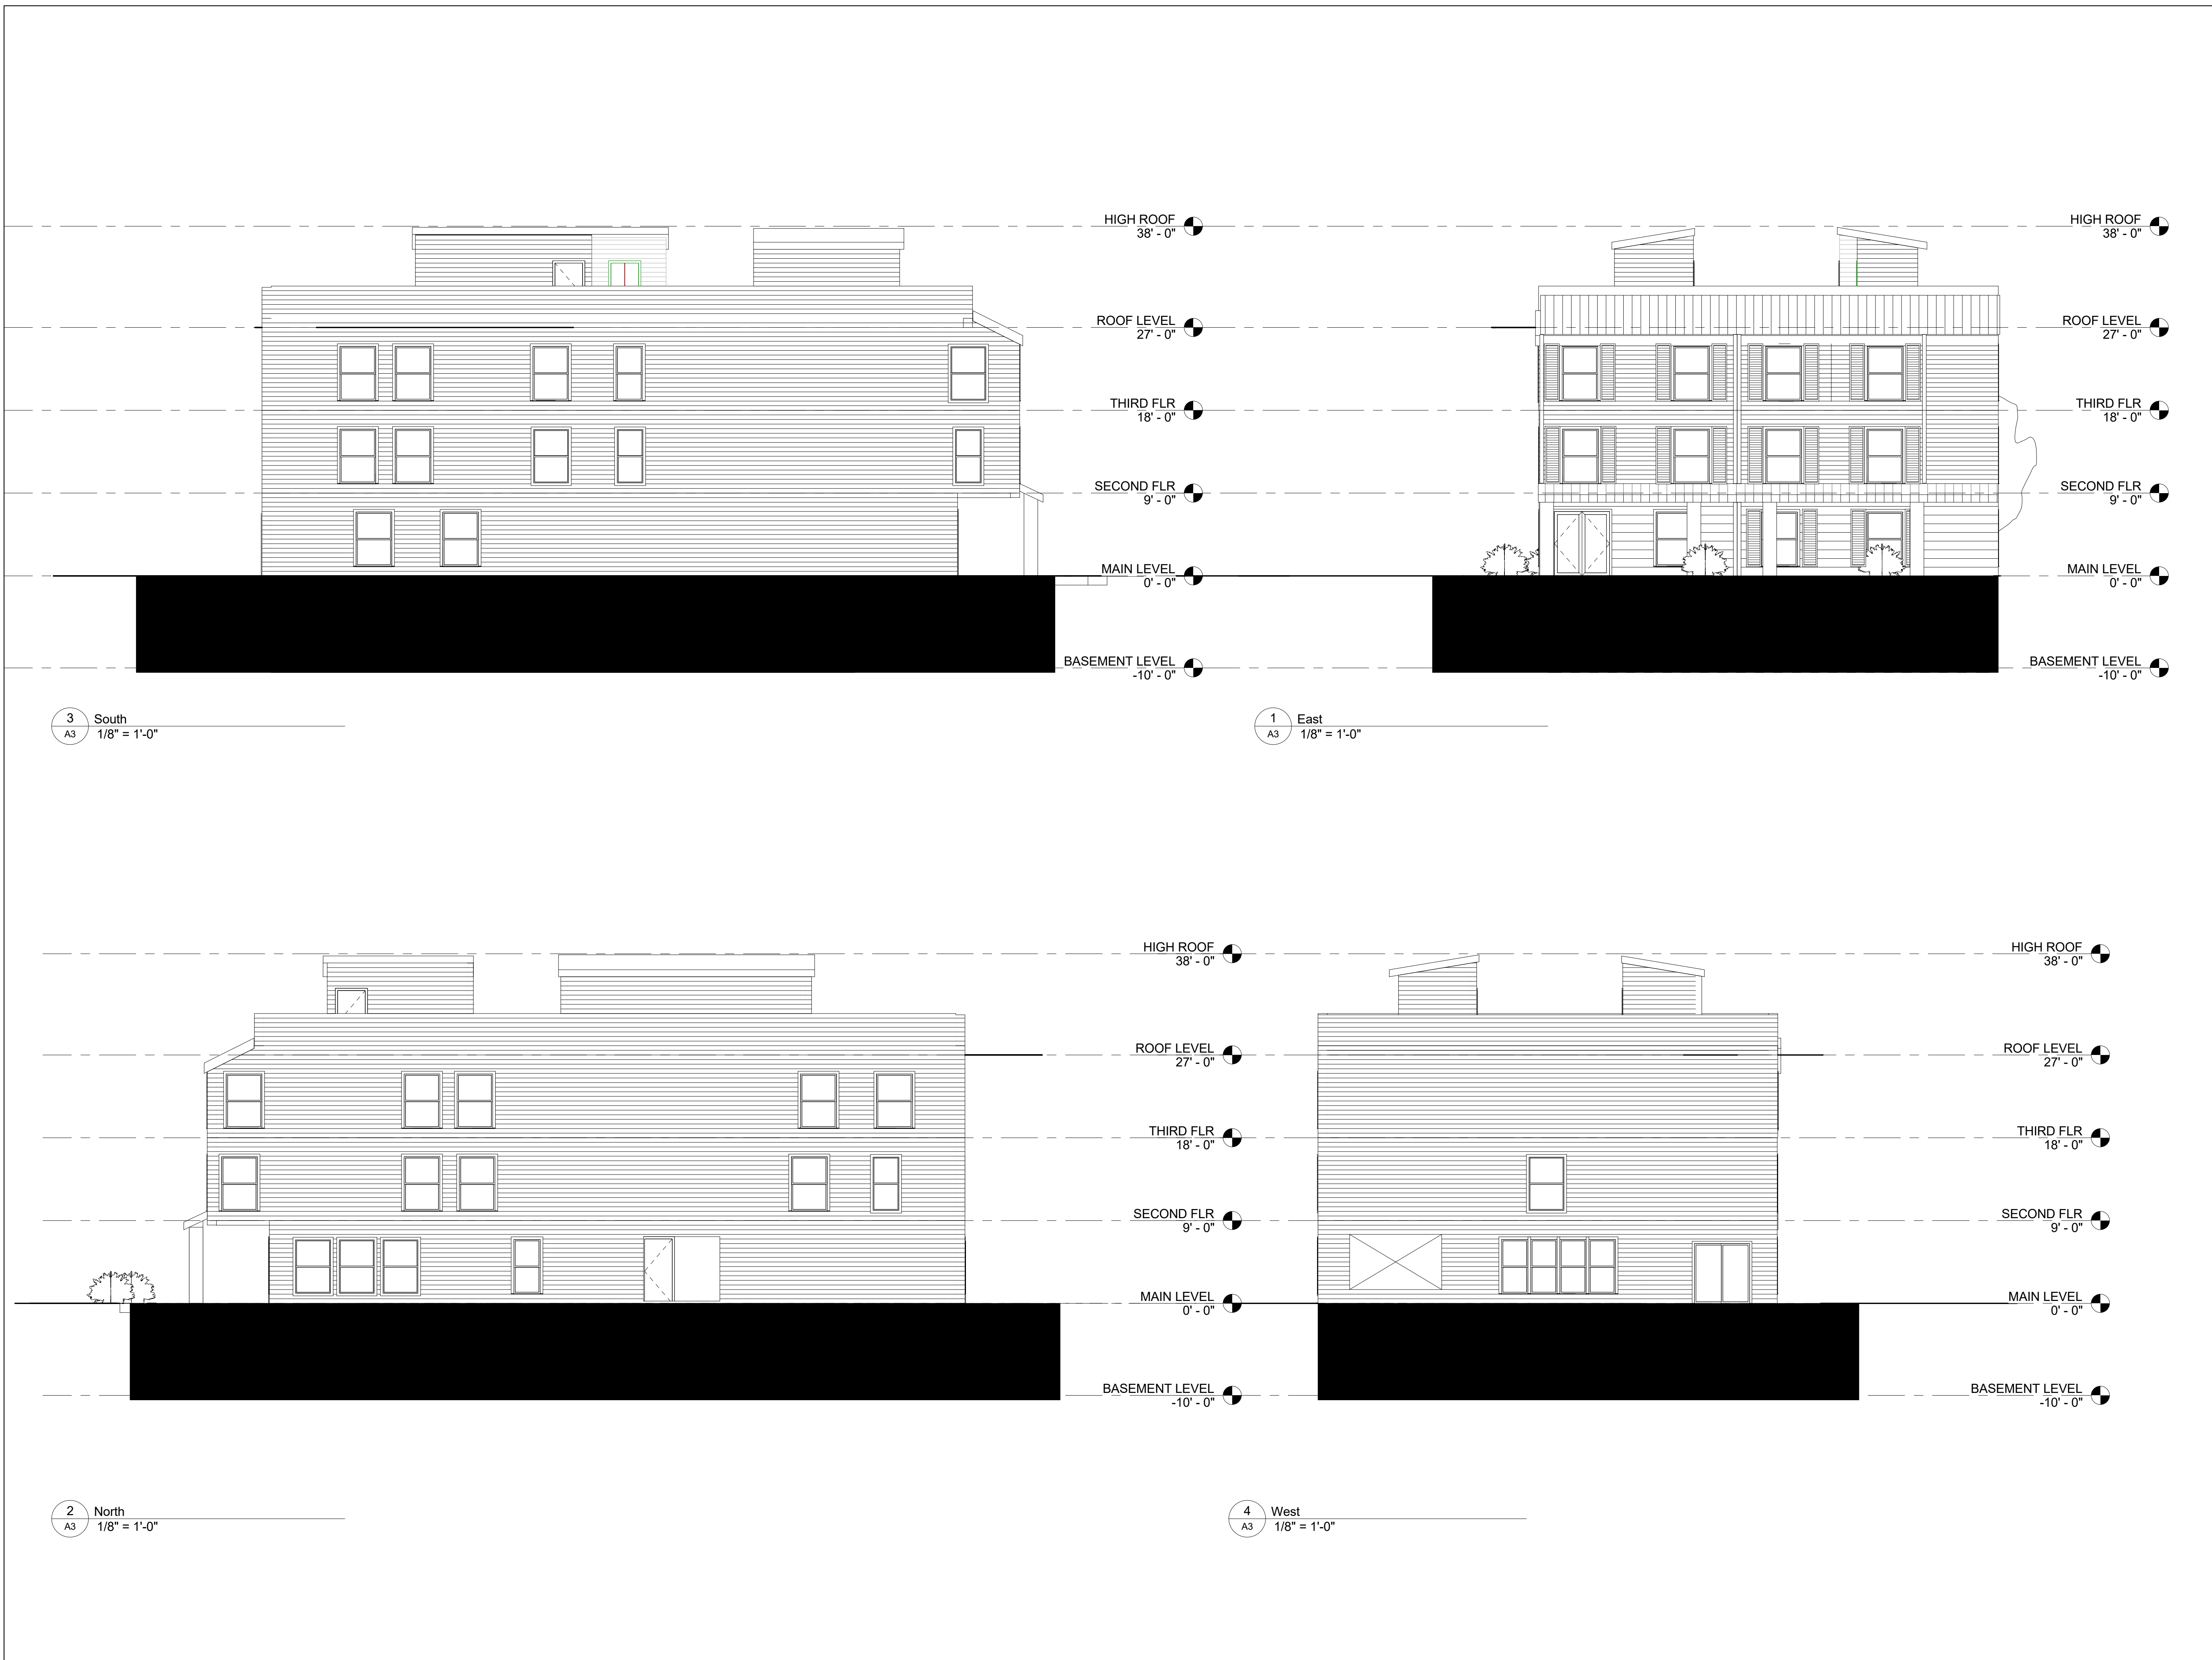 HIGH ROOF
38' - 0"
ROOF LEVEL
27' - 0"
THIRD FLR
18' - 0"
SECOND FLR
9' - 0"
MAIN LEVEL
0' - 0"
BASEMENT LEVEL
-10' - 0"
3
A3
South
1/8" = 1'-0"
HIGH ROOF
38' - 0"
ROOF LEVEL
27' - 0"
THIRD FLR
18' - 0"
SECOND FLR
9' - 0"
MAIN LEVEL
0' - 0"
BASEMENT LEVEL
-10' - 0"
1
A3
East
1/8" = 1'-0"
HIGH ROOF
38' - 0"
ROOF LEVEL
27' - 0"
THIRD FLR
18' - 0"
SECOND FLR
9' - 0"
MAIN LEVEL
0' - 0"
BASEMENT LEVEL
-10' - 0"
2
A3
North
1/8" = 1'-0"
HIGH ROOF
38' - 0"
ROOF LEVEL
27' - 0"
THIRD FLR
18' - 0"
SECOND FLR
9' - 0"
MAIN LEVEL
0' - 0"
BASEMENT LEVEL
-10' - 0"
4
A3
West
1/8" = 1'-0"